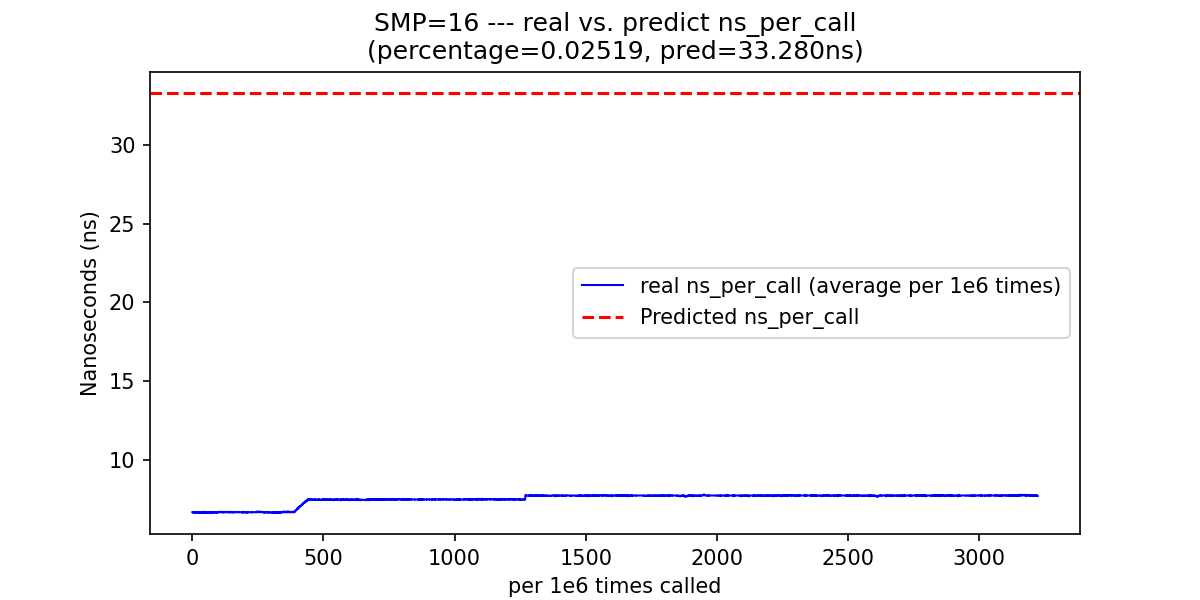 SMP=16 --- real vs. predict ns_per_call
(percentage=0.02519, pred=33.280ns)
Nanoseconds (ns)
30
25
20
15
10
real ns_per_call (average per 1e6 times)
Predicted ns_per_call
0 500 1000 1500 2000 2500 3000
per 1e6 times called